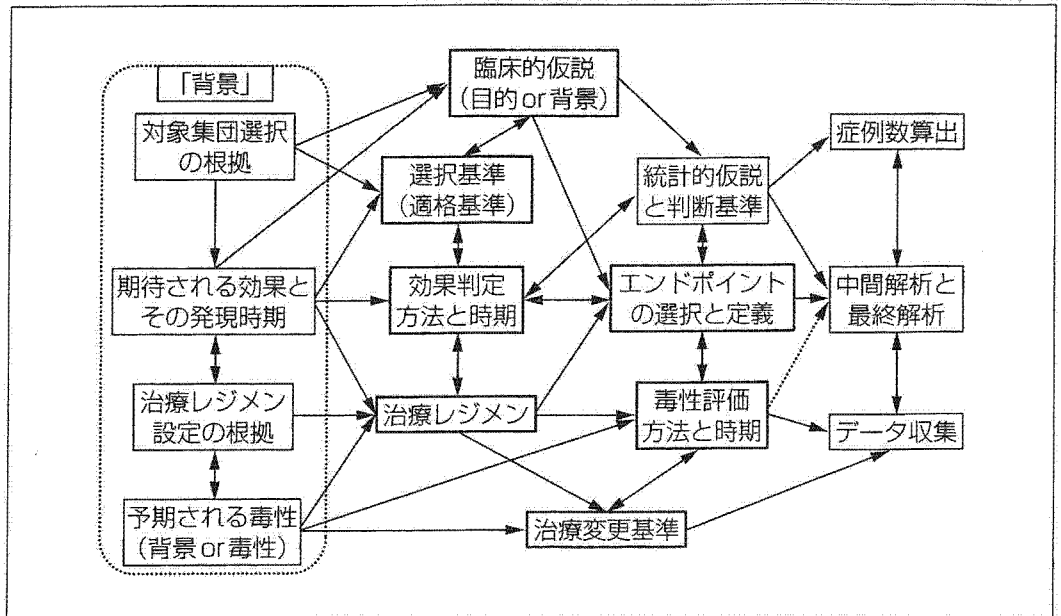 「背景」
対象集団選択
の根拠
期待される効果と
その発現時期
治療レジメン
設定の根拠
予期される毒性
（背景or毒性）
臨床的仮説
（目的or背景）
選択基準
（適格基準）
効果判定
方法と時期
治療レジメン
統計的仮説
と判断基準
エンドポイント
の選択と定義
毒性評価
方法と時期
治療変更基準
症例数算出
中間解析と
最終解析
データ収集